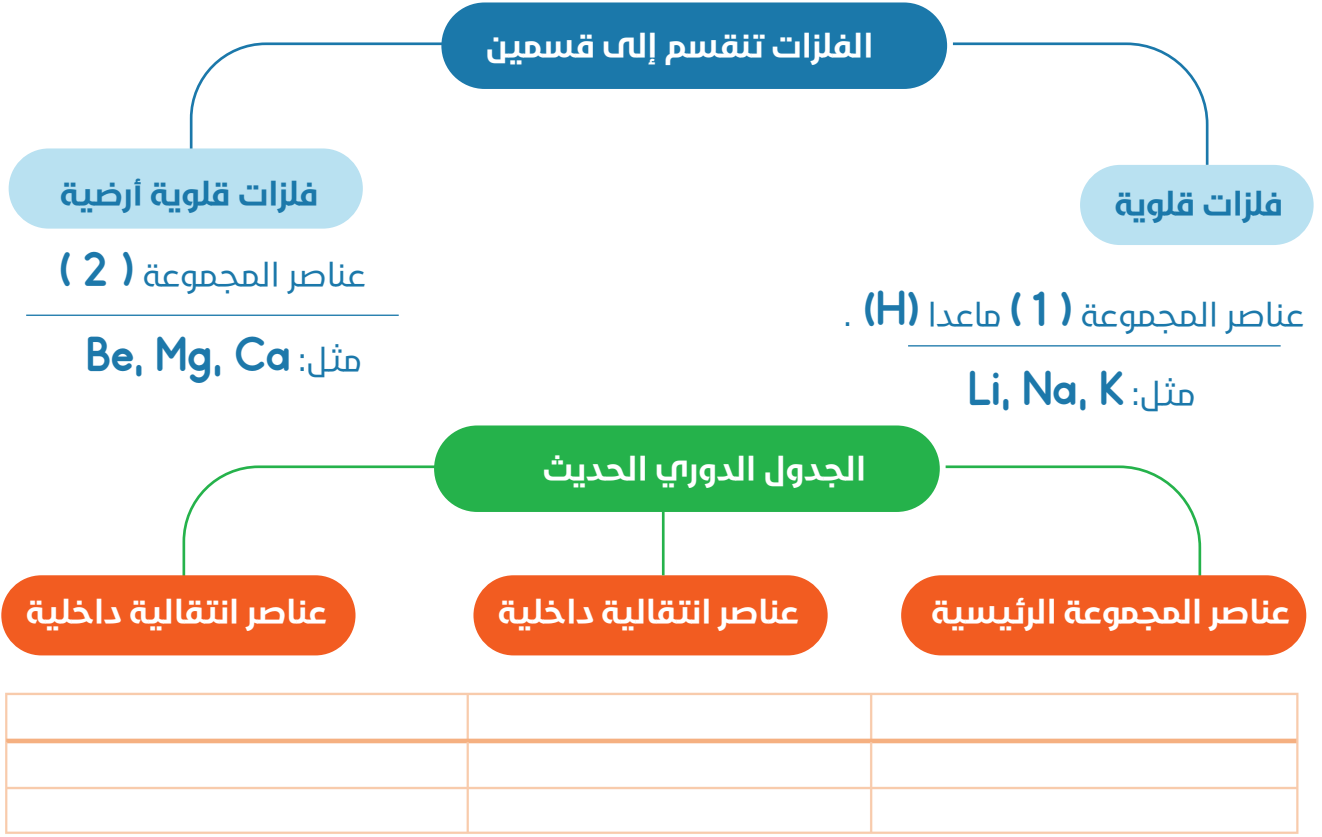 الفلزات تنقسم إلى قسمين
فلزات قلوية
عناصر المجموعة ( 1 ) ماعدا (H) .
مثل: Li, Na, K
فلزات قلوية أرضية
عناصر المجموعة ( 2 )
مثل: Be, Mg, Ca
الجدول الدوري الحديث
عناصر المجموعة الرئيسية
عناصر انتقالية داخلية
عناصر انتقالية داخلية